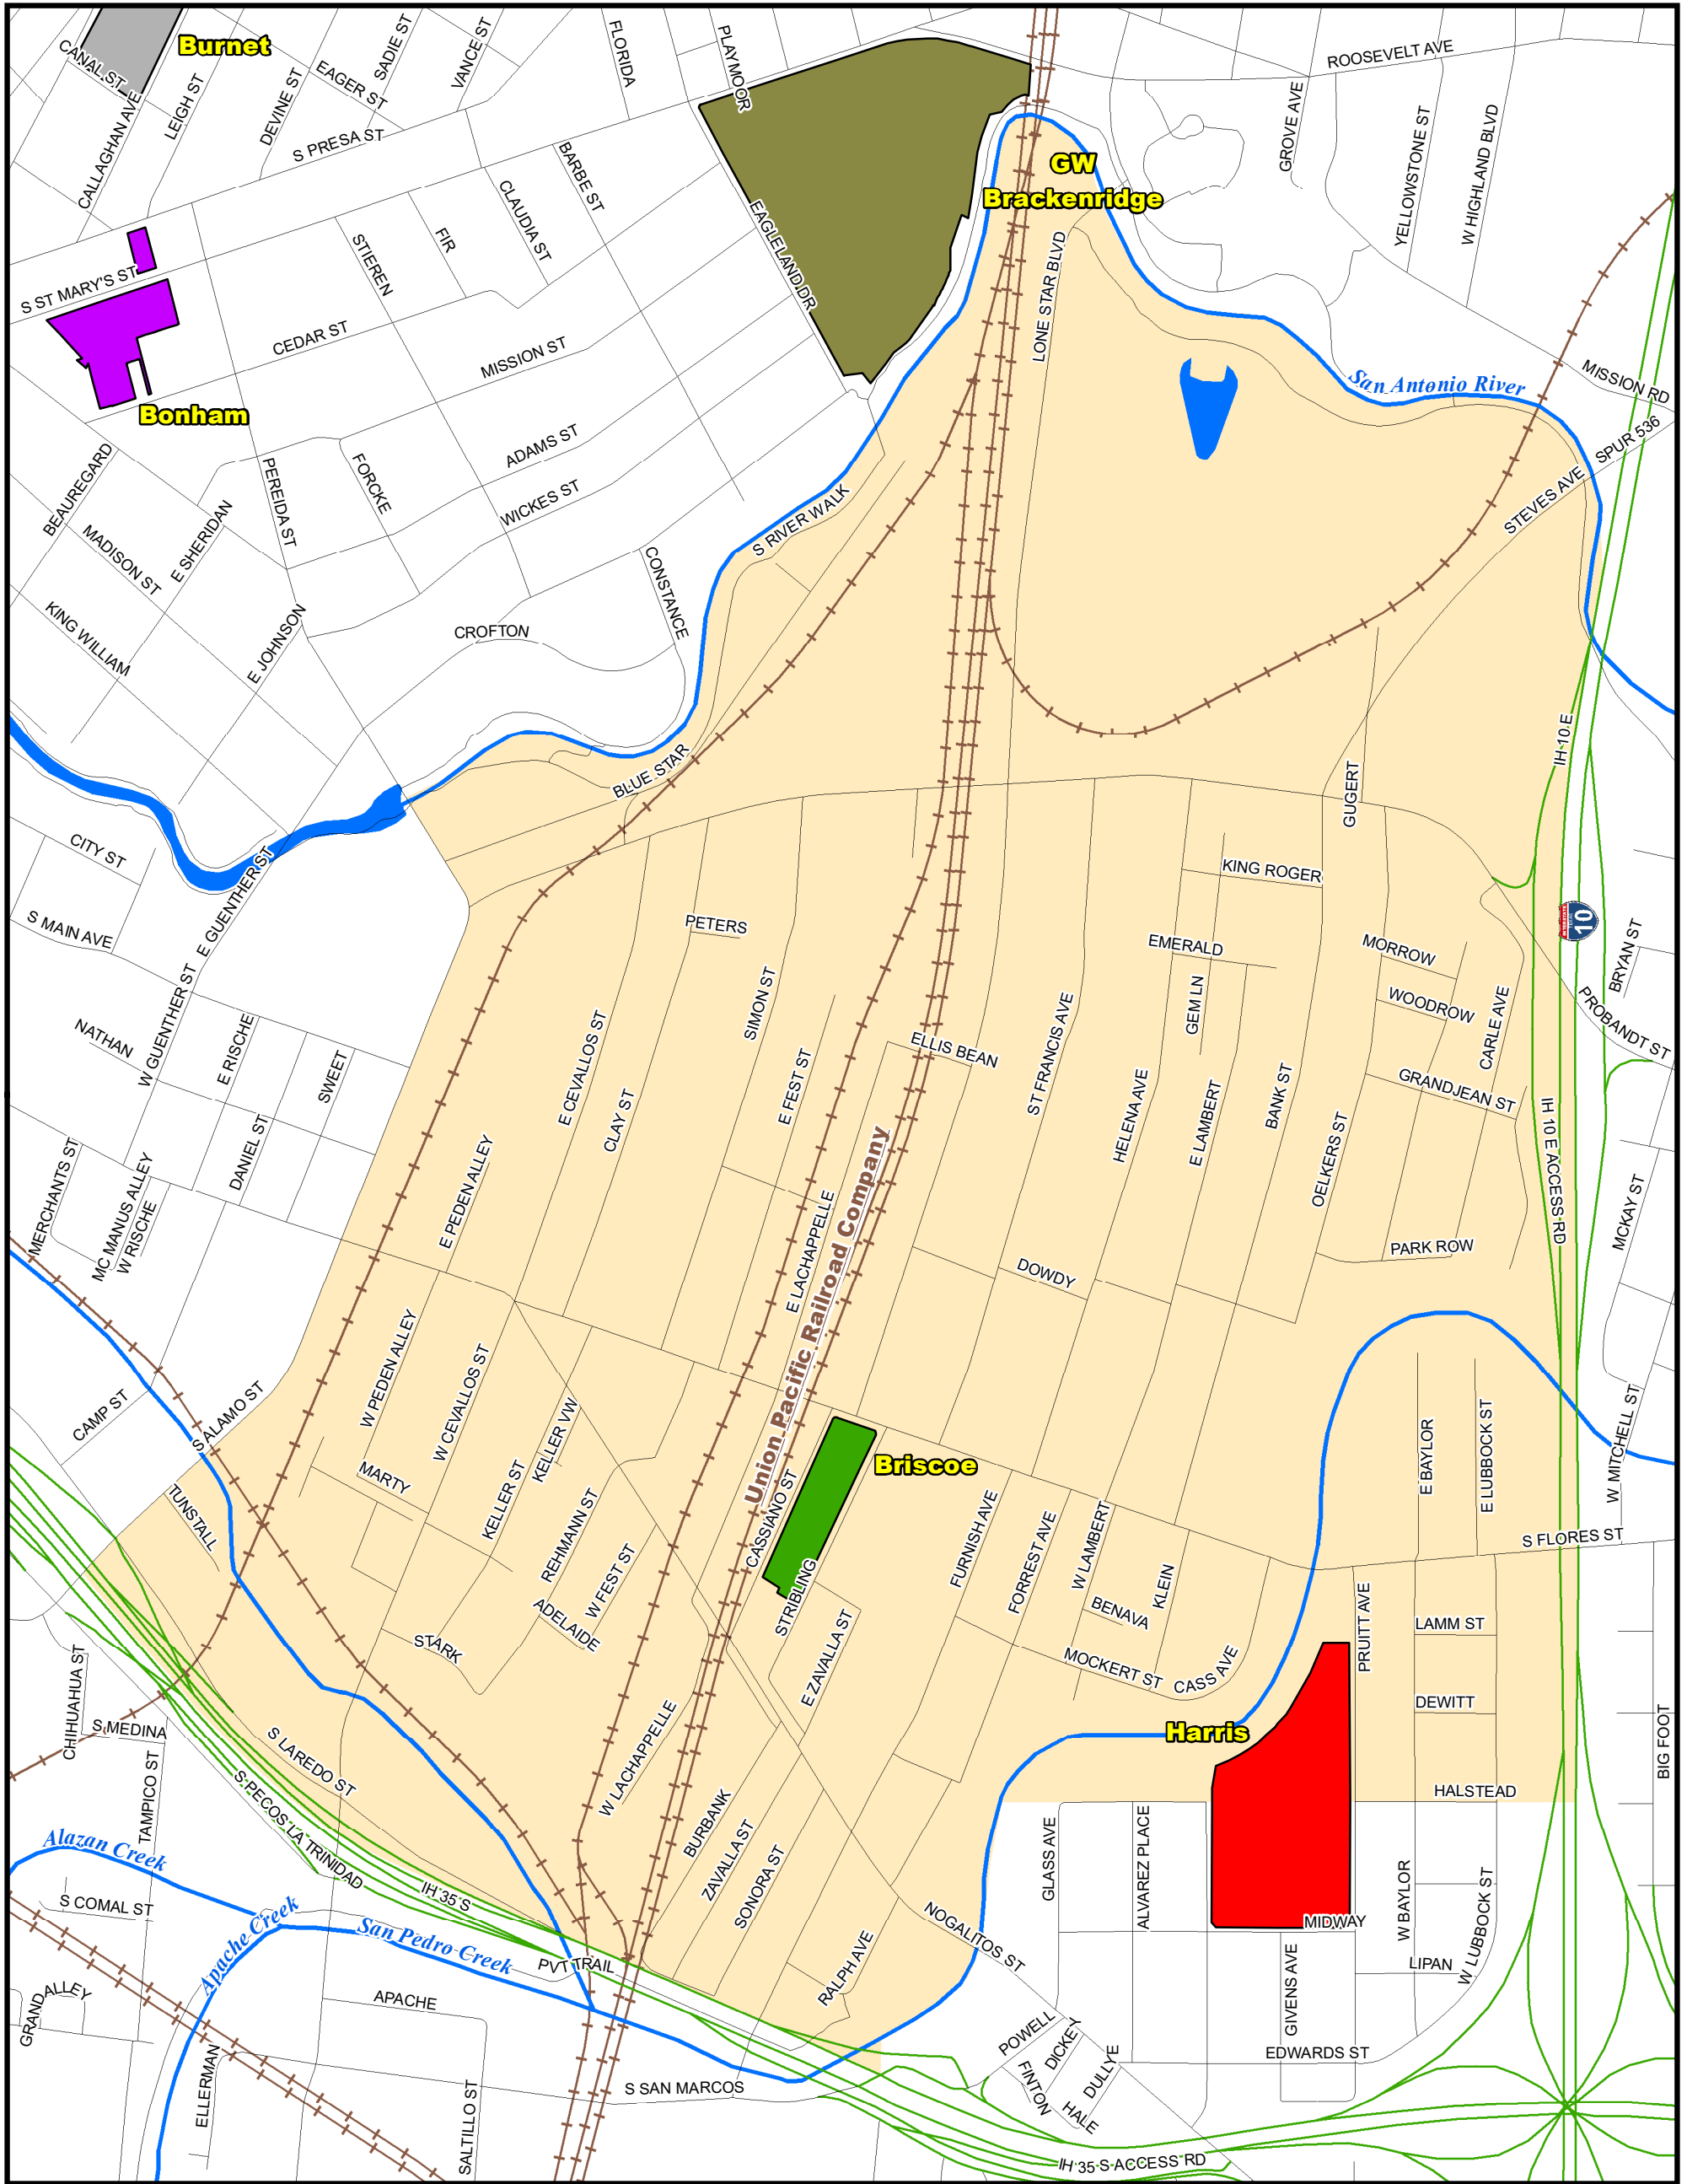 Burnet
CANAL ST
CALLAGHAN AVE
LEIGH ST
DEVINE ST
EAGER ST
SADIE ST
VANCE ST
FLORIDA
PLAYMOOR
ROOSEVELT AVE
S PRESA ST
BARBE ST
CLAUDIA ST
FIR
STIEREN
EAGLELAND DR
GW
Brackenridge
GROVE AVE
YELLOWSTONE ST
W HIGHLAND BLVD
LONE STAR BLVD
S ST MARY'S ST
CEDAR ST
MISSION ST
Bonham
San Antonio River
MISSION RD
SPUR 536
STEVES AVE
ADAMS ST
WICKES ST
FORCKE
PEREIDA ST
BEAUREGARD
MADISON ST
E SHERIDAN
KING WILLIAM
E JOHNSON
CROFTON
CONSTANCE
S RIVER WALK
BLUE STAR
IH 10 E
GUGERT
CITY ST
S MAIN AVE
E GUENTHER ST
W GUENTHER ST
KING ROGER
PETERS
EMERALD
MORROW
WOODROW
INTERSTATE
TEXAS
10
BRYAN ST
PROBANDT ST
CARLE AVE
NATHAN
E RISCHE
SWEET
DANIEL ST
E CEVALLOS ST
CLAY ST
SIMON ST
E FEST ST
ELLIS BEAN
ST FRANCIS AVE
GEM LN
HELENA AVE
E LAMBERT
BANK ST
OELKERS ST
GRANDJEAN ST
IH 10 E ACCESS RD
MERCHANTS ST
MC MANUS ALLEY
W RISCHE
E PEDEN ALLEY
E LACHAPPELLE
Union Pacific Railroad Company
DOWDY
PARK ROW
MCKAY ST
W PEDEN ALLEY
W CEVALLOS ST
CAMP ST
S ALAMO ST
KELLER VW
KELLER ST
MARTY
TUNSTALL
CASSIANO ST
Briscoe
E BAYLOR
E LUBBOCK ST
W MITCHELL ST
S FLORES ST
REHMANN ST
W FEST ST
ADELAIDE
STARK
STRIBLING
E ZAVALLA ST
FURNISH AVE
FORREST AVE
W LAMBERT
BENAVA
KLEIN
MOCKERT ST
CASS AVE
PRUITT AVE
LAMM ST
DEWITT
HALSTEAD
BIG FOOT
Harris
CHIHUAHUA ST
S MEDINA
TAMPICO ST
S LAREDO ST
S PECOS LA TRINIDAD
W LACHAPPELLE
BURBANK
ZAVALLA ST
SONORA ST
RALPH AVE
NOGALITOS ST
GLASS AVE
ALVAREZ PLACE
MIDWAY
W BAYLOR
W LUBBOCK ST
LIPAN
GIVENS AVE
EDWARDS ST
Alazan Creek
S COMAL ST
Apache Creek
IH 35 S
San Pedro Creek
PVT TRAIL
GRAND
ALLEY
APACHE
ELLERMAN
SALTILLO ST
S SAN MARCOS
POWELL
DICKEY
FINTON
DULLYE
HALE
IH 35 S ACCESS RD